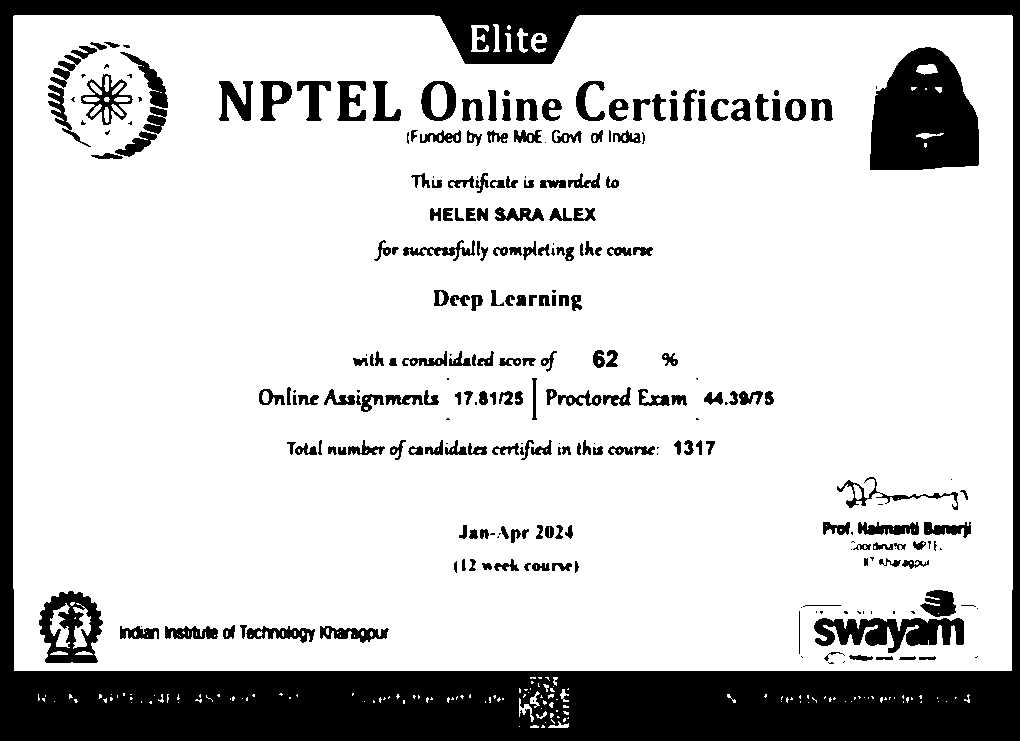 Elite
NPTEL Online Certification
(Funded by the MoE, Govt. of India)
This certificate is awarded to
HELEN SARA ALEX
for successfully completing the course
Deep Learning
with a consolidated score of 62 %
Online Assignments 17.81/25 Proctored Exam 44.39/75
Total number of candidates certified in this course: 1317
Jan-Apr 2024
(12 week course)
Prof. Haimanti Banerji
Coordinator, NPTEL
IIT Kharagpur
Indian Institute of Technology Kharagpur
swayam